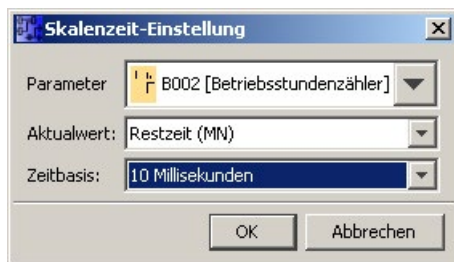 Skalenzeit-Einstellung
Parameter B002 [Betriebsstundenzähler]
Aktualwert: Restzeit (MN)
Zeitbasis: 10 Millisekunden
OK Abbrechen